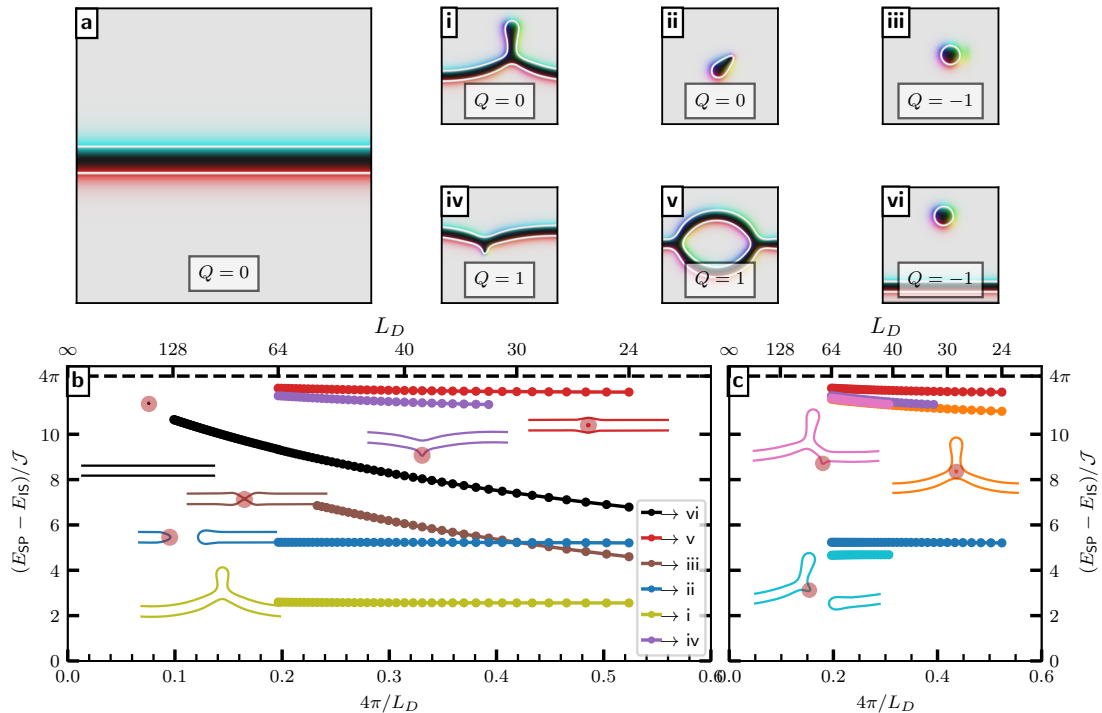 a
Q = 0
i
Q = 0
ii
Q = 0
iii
Q = −1
iv
Q = 1
v
Q = 1
vi
Q = −1
L_D
∞ 128 64 40 30 24
b
4π
10
8
6
4
2
0
(E_SP − E_IS)/𝒥
→ vi
→ v
→ iii
→ ii
→ i
→ iv
0.0 0.1 0.2 0.3 0.4 0.5 0.6
4π/L_D
L_D
∞ 128 64 40 30 24
c
4π
10
8
6
4
2
0
(E_SP − E_IS)/𝒥
0.0 0.2 0.4 0.6
4π/L_D